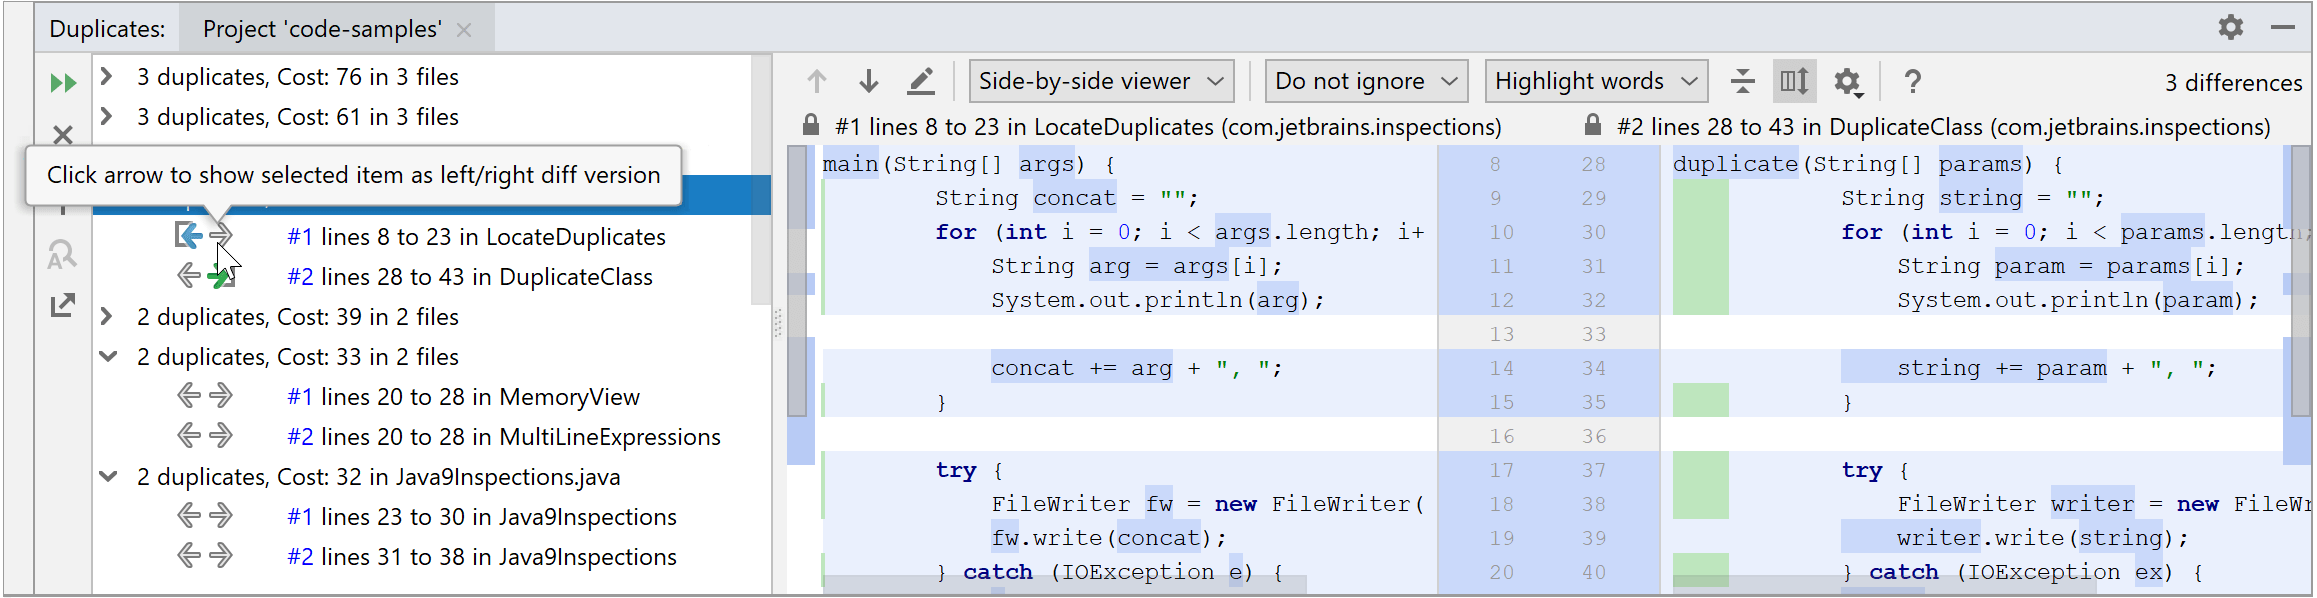 Duplicates: Project 'code-samples'
3 duplicates, Cost: 76 in 3 files
3 duplicates, Cost: 61 in 3 files
Click arrow to show selected item as left/right diff version
#1 lines 8 to 23 in LocateDuplicates
#2 lines 28 to 43 in DuplicateClass
2 duplicates, Cost: 39 in 2 files
2 duplicates, Cost: 33 in 2 files
#1 lines 20 to 28 in MemoryView
#2 lines 20 to 28 in MultiLineExpressions
2 duplicates, Cost: 32 in Java9Inspections.java
#1 lines 23 to 30 in Java9Inspections
#2 lines 31 to 38 in Java9Inspections
Side-by-side viewer Do not ignore Highlight words ? 3 differences
#1 lines 8 to 23 in LocateDuplicates (com.jetbrains.inspections)
main(String[] args) {
String concat = "";
for (int i = 0; i < args.length; i+
String arg = args[i];
System.out.println(arg);
concat += arg + ", ";
}
try {
FileWriter fw = new FileWriter(
fw.write(concat);
} catch (IOException e) {
8 28
9 29
10 30
11 31
12 32
13 33
14 34
15 35
16 36
17 37
18 38
19 39
20 40
#2 lines 28 to 43 in DuplicateClass (com.jetbrains.inspections)
duplicate(String[] params) {
String string = "";
for (int i = 0; i < params.length;
String param = params[i];
System.out.println(param);
string += param + ", ";
}
try {
FileWriter writer = new FileWr
writer.write(string);
} catch (IOException ex) {